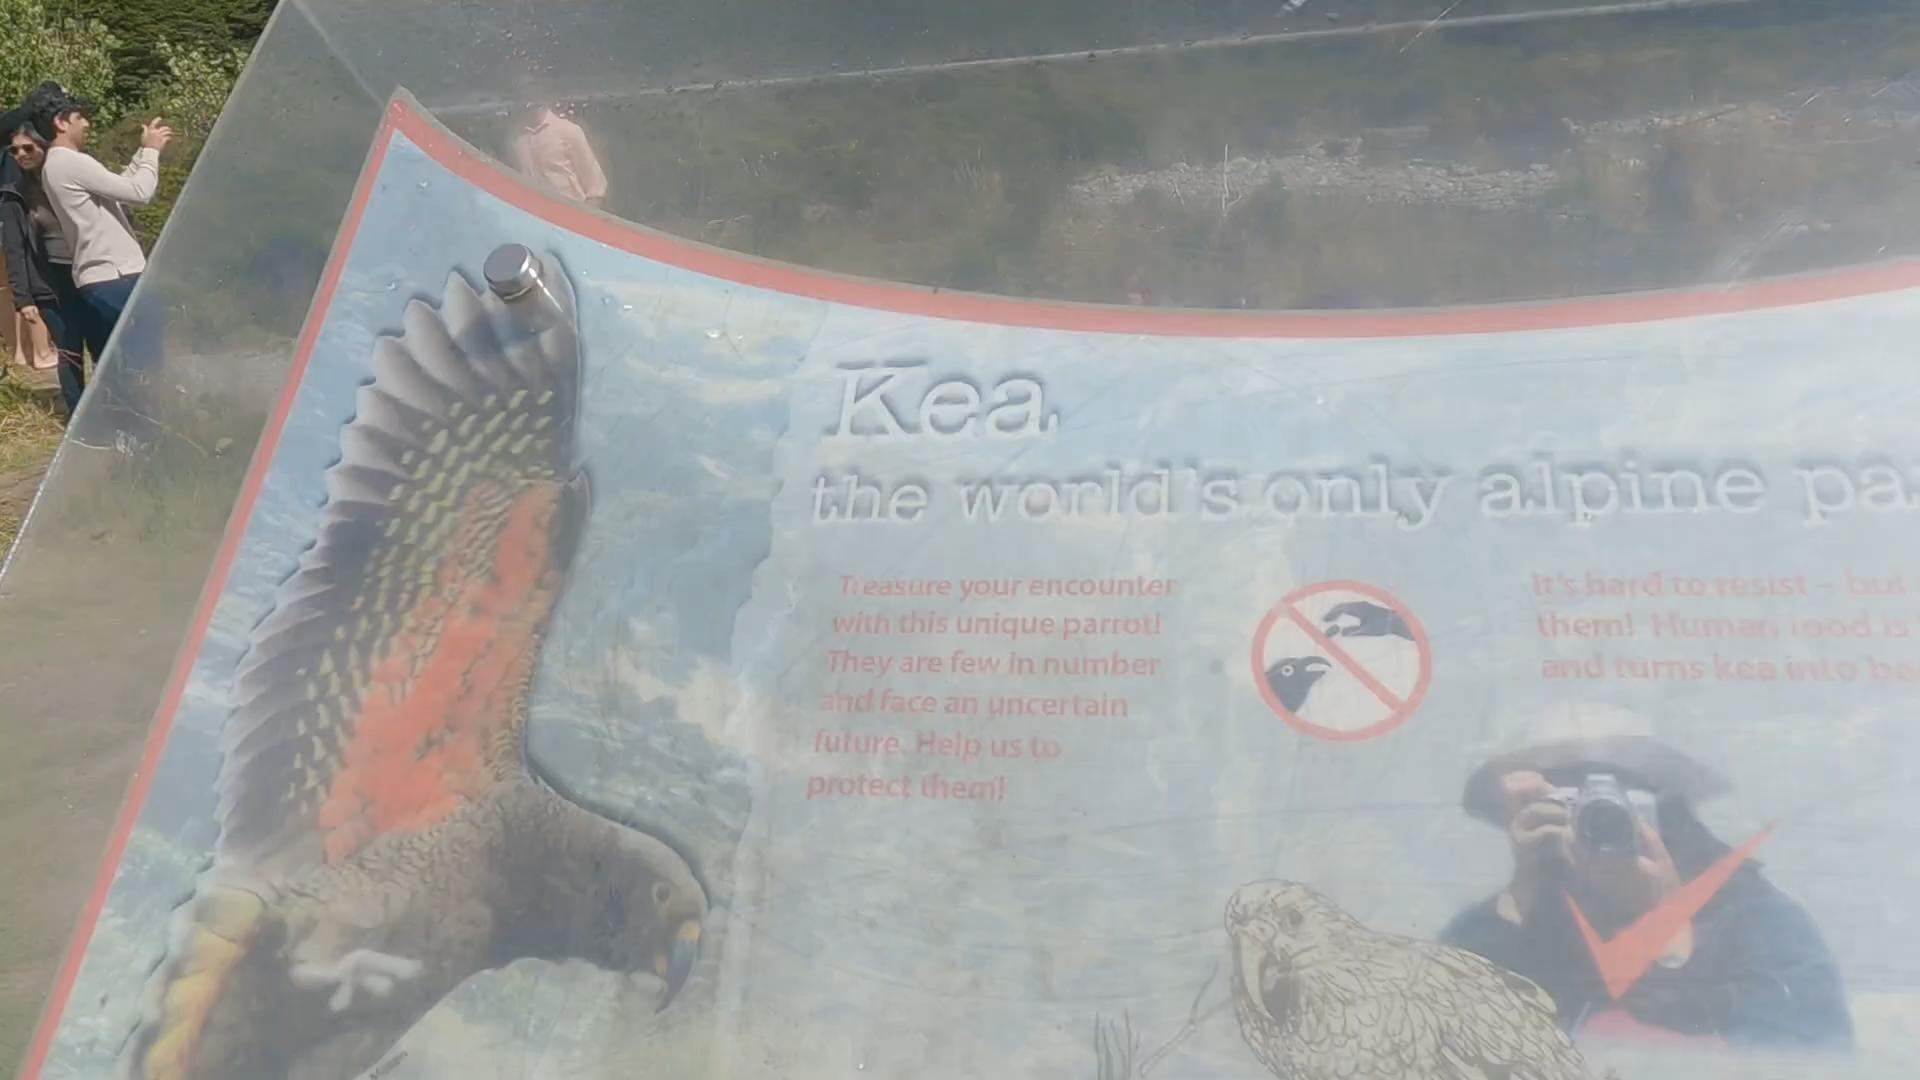 Kea
the world's only alpine pa
Treasure your encounter
with this unique parrot!
They are few in number
and face an uncertain
future. Help us to
protect them!
It's hard to resist – but
them! Human food is
and turns kea into be